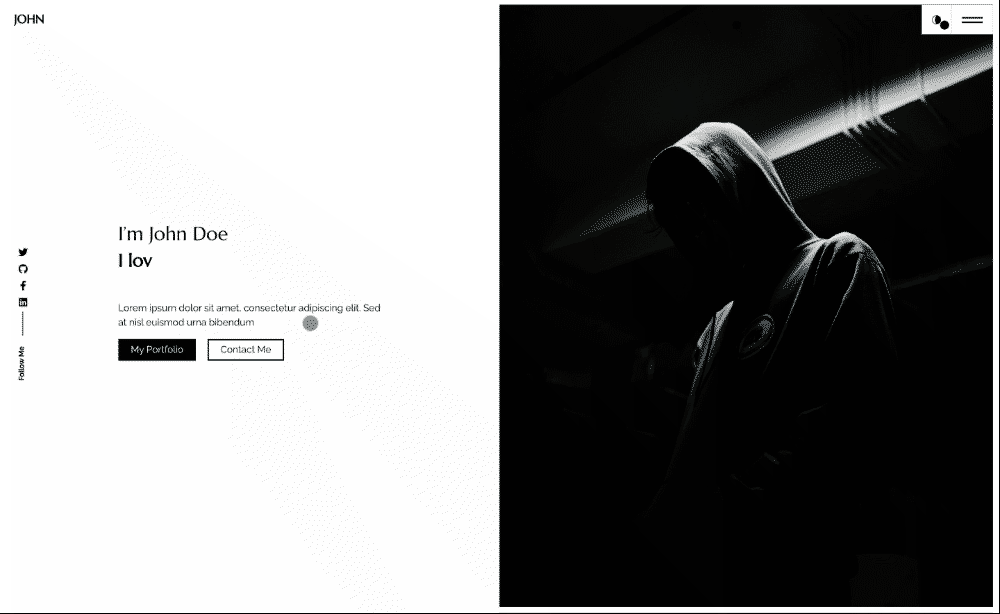 JOHN
I'm John Doe
I lov
Lorem ipsum dolor sit amet, consectetur adipiscing elit. Sed
at nisl euismod urna bibendum
My Portfolio
Contact Me
Follow Me